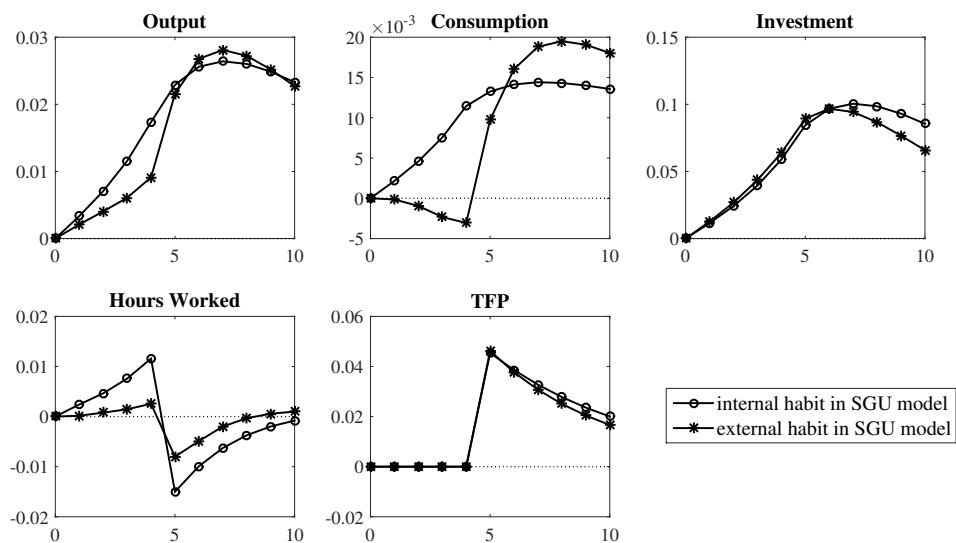 Output
0.03
0.02
0.01
0
0 5 10
Consumption
×10⁻³
20
15
10
5
0
-5
0 5 10
Investment
0.15
0.1
0.05
0
0 5 10
Hours Worked
0.02
0.01
0
-0.01
-0.02
0 5 10
TFP
0.06
0.04
0.02
0
-0.02
0 5 10
internal habit in SGU model
external habit in SGU model